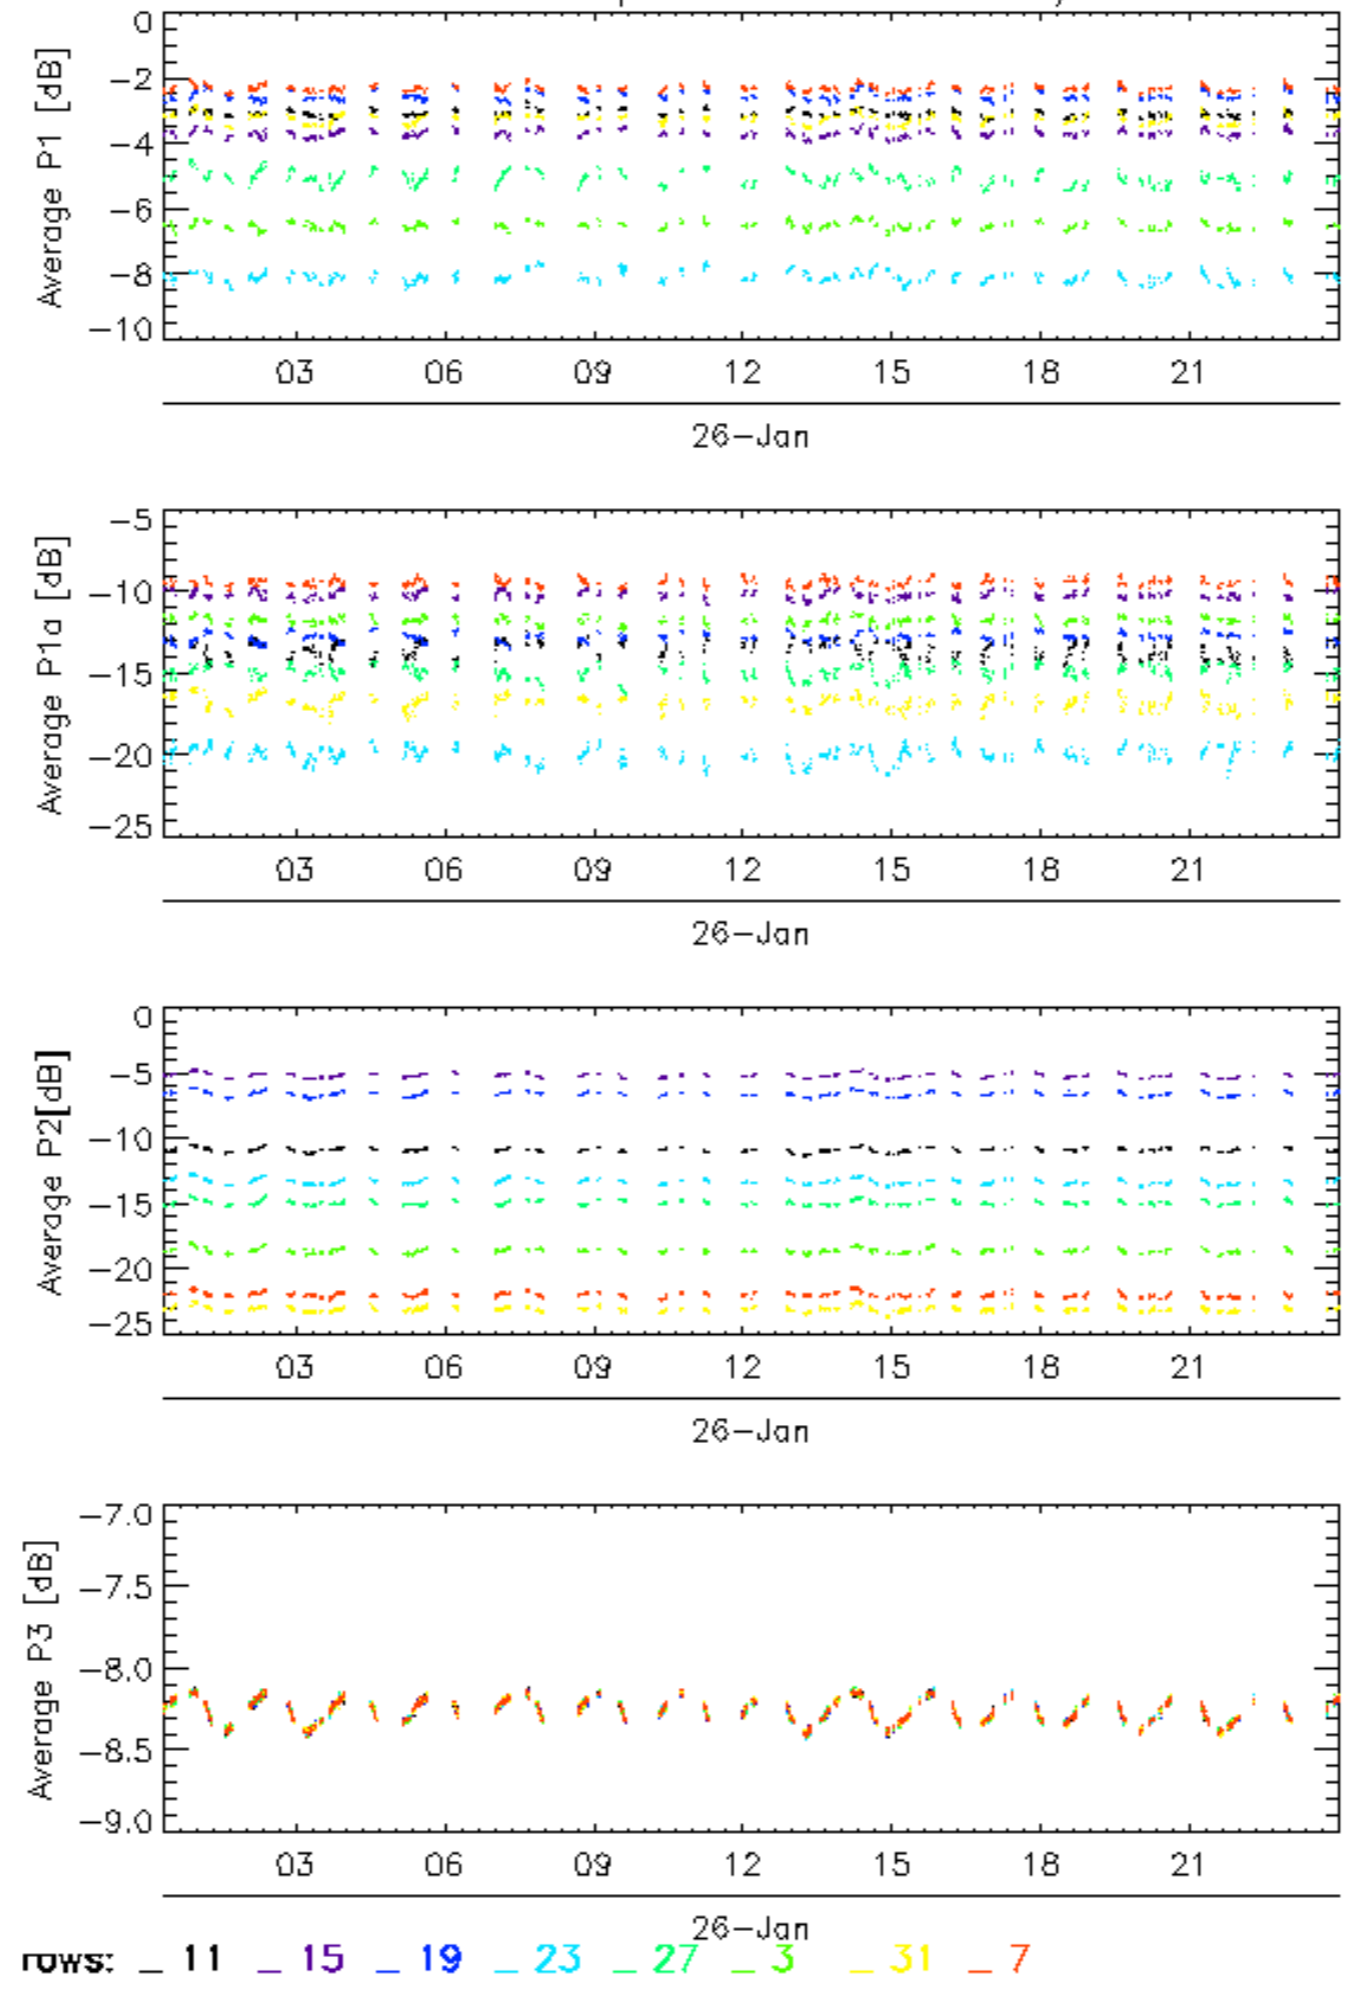 Average P1 [dB]
0
−2
−4
−6
−8
−10
03 06 09 12 15 18 21
26−Jan
Average P1a [dB]
−5
−10
−15
−20
−25
03 06 09 12 15 18 21
26−Jan
Average P2[dB]
0
−5
−10
−15
−20
−25
03 06 09 12 15 18 21
26−Jan
Average P3 [dB]
−7.0
−7.5
−8.0
−8.5
−9.0
03 06 09 12 15 18 21
26−Jan
rows: _ 11 _ 15 _ 19 _ 23 _ 27 _ 3 _ 31 _ 7